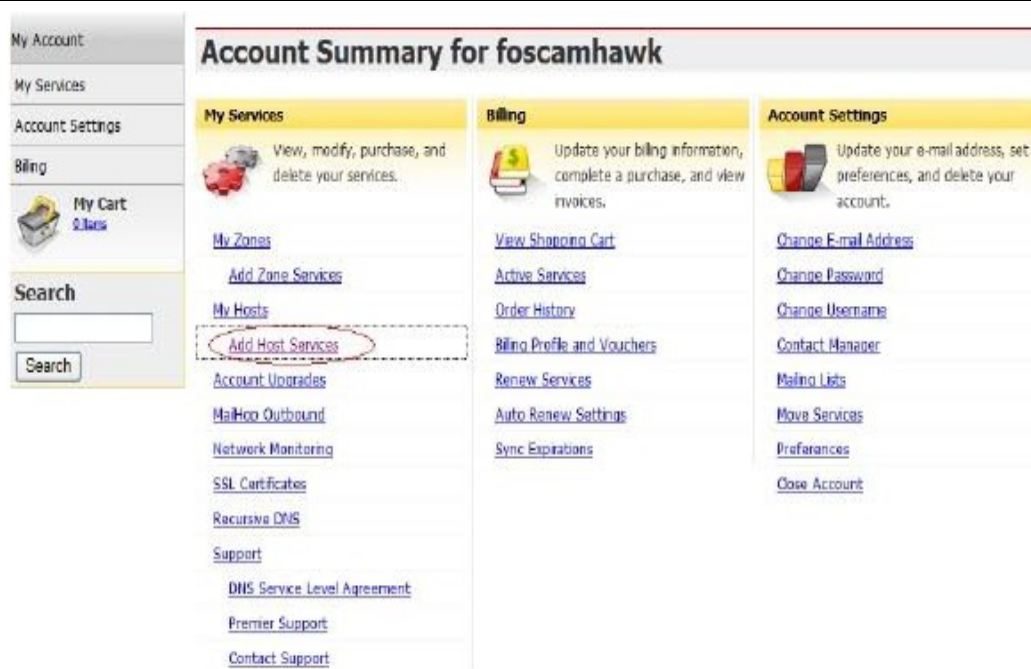 My Account
My Services
Account Settings
Billing
My Cart
0 Items
Search
Search
Account Summary for foscamhawk
My Services
View, modify, purchase, and
delete your services.
My Zones
Add Zone Services
My Hosts
Add Host Services
Account Upgrades
MailHop Outbound
Network Monitoring
SSL Certificates
Recursive DNS
Support
DNS Service Level Agreement
Premier Support
Contact Support
Billing
Update your billing information,
complete a purchase, and view
invoices.
View Shopping Cart
Active Services
Order History
Billing Profile and Vouchers
Renew Services
Auto Renew Settings
Sync Expirations
Account Settings
Update your e-mail address, set
preferences, and delete your
account.
Change E-mail Address
Change Password
Change Username
Contact Manager
Mailing Lists
Move Services
Preferences
Close Account